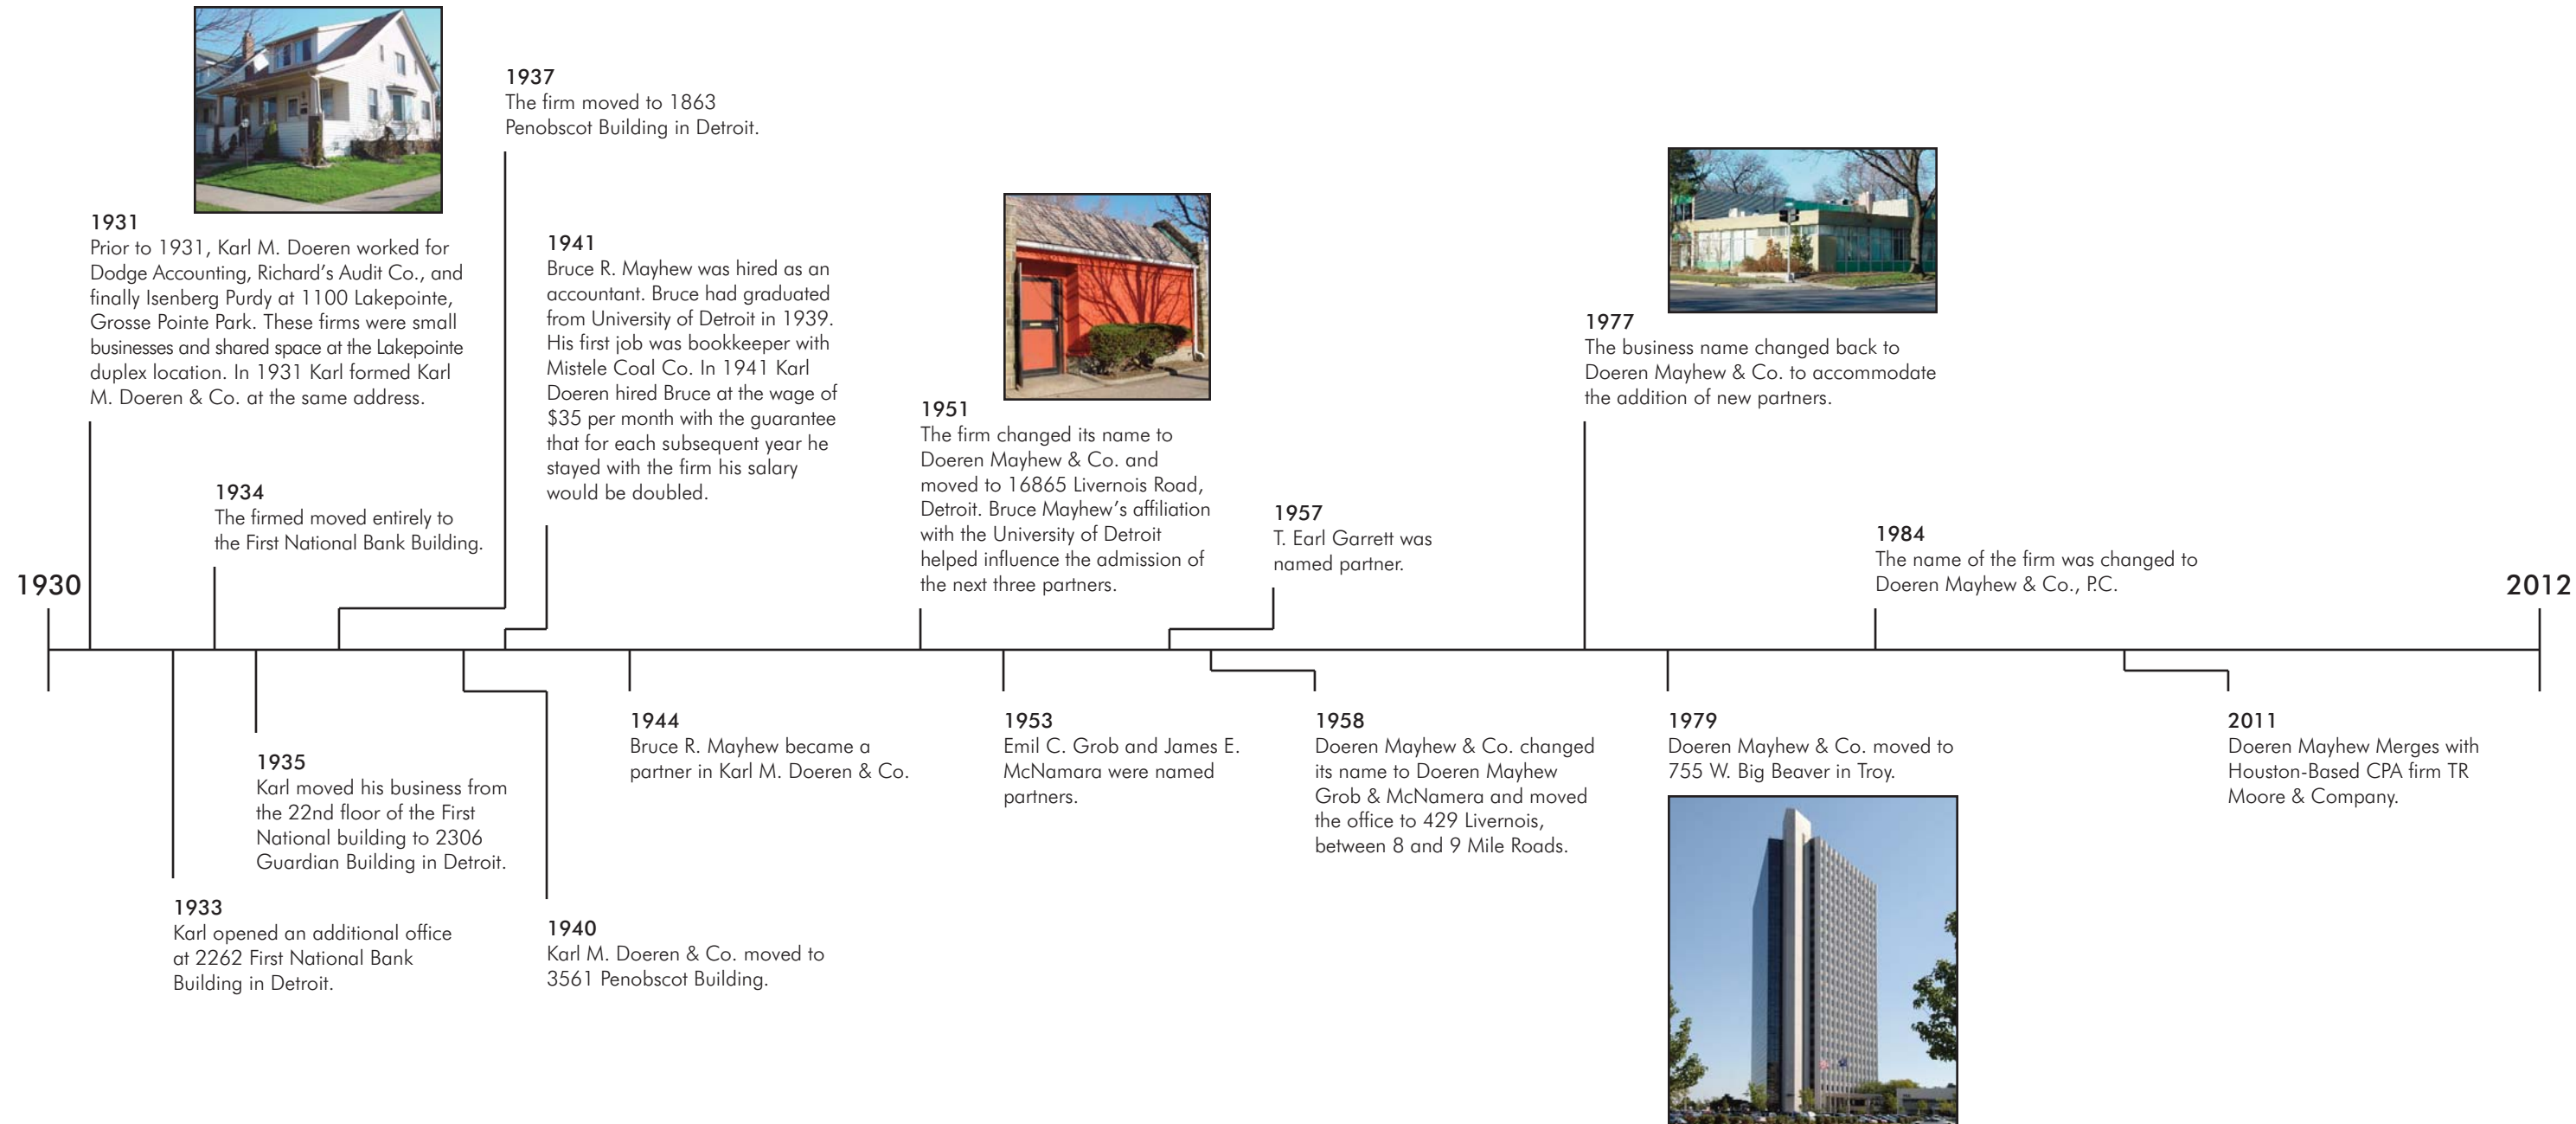 1937
The firm moved to 1863
Penobscot Building in Detroit.
1931
Prior to 1931, Karl M. Doeren worked for
Dodge Accounting, Richard's Audit Co., and
finally Isenberg Purdy at 1100 Lakepointe,
Grosse Pointe Park. These firms were small
businesses and shared space at the Lakepointe
duplex location. In 1931 Karl formed Karl
M. Doeren & Co. at the same address.
1941
Bruce R. Mayhew was hired as an
accountant. Bruce had graduated
from University of Detroit in 1939.
His first job was bookkeeper with
Mistele Coal Co. In 1941 Karl
Doeren hired Bruce at the wage of
$35 per month with the guarantee
that for each subsequent year he
stayed with the firm his salary
would be doubled.
1977
The business name changed back to
Doeren Mayhew & Co. to accommodate
the addition of new partners.
1951
The firm changed its name to
Doeren Mayhew & Co. and
moved to 16865 Livernois Road,
Detroit. Bruce Mayhew's affiliation
with the University of Detroit
helped influence the admission of
the next three partners.
1934
The firmed moved entirely to
the First National Bank Building.
1957
T. Earl Garrett was
named partner.
1984
The name of the firm was changed to
Doeren Mayhew & Co., P.C.
1930
2012
1935
Karl moved his business from
the 22nd floor of the First
National building to 2306
Guardian Building in Detroit.
1944
Bruce R. Mayhew became a
partner in Karl M. Doeren & Co.
1953
Emil C. Grob and James E.
McNamara were named
partners.
1958
Doeren Mayhew & Co. changed
its name to Doeren Mayhew
Grob & McNamera and moved
the office to 429 Livernois,
between 8 and 9 Mile Roads.
1979
Doeren Mayhew & Co. moved to
755 W. Big Beaver in Troy.
2011
Doeren Mayhew Merges with
Houston-Based CPA firm TR
Moore & Company.
1933
Karl opened an additional office
at 2262 First National Bank
Building in Detroit.
1940
Karl M. Doeren & Co. moved to
3561 Penobscot Building.